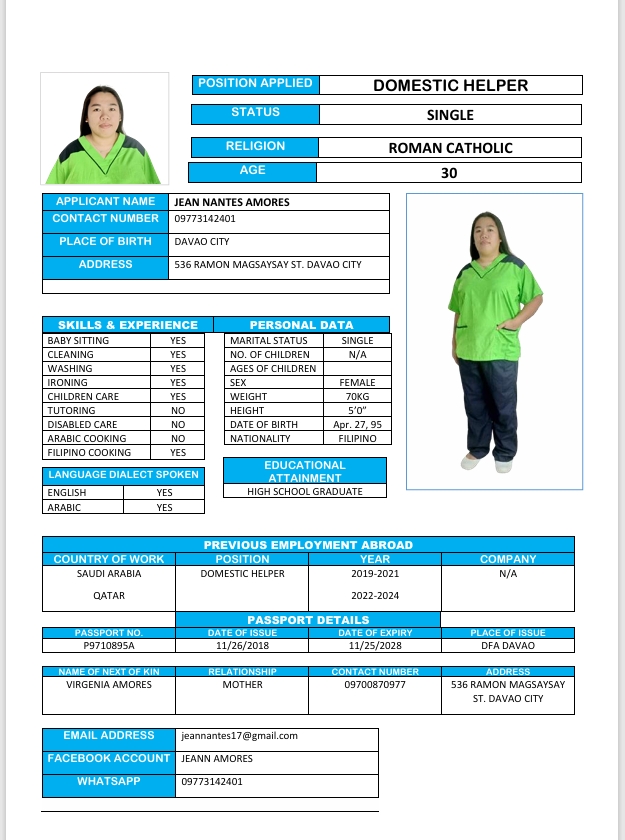 POSITION APPLIED DOMESTIC HELPER
STATUS SINGLE
RELIGION ROMAN CATHOLIC
AGE 30
APPLICANT NAME JEAN NANTES AMORES
CONTACT NUMBER 09773142401
PLACE OF BIRTH DAVAO CITY
ADDRESS 536 RAMON MAGSAYSAY ST. DAVAO CITY
SKILLS & EXPERIENCE PERSONAL DATA
BABY SITTING YES MARITAL STATUS SINGLE
CLEANING YES NO. OF CHILDREN N/A
WASHING YES AGES OF CHILDREN
IRONING YES SEX FEMALE
CHILDREN CARE YES WEIGHT 70KG
TUTORING NO HEIGHT 5’0”
DISABLED CARE NO DATE OF BIRTH Apr. 27, 95
ARABIC COOKING NO NATIONALITY FILIPINO
FILIPINO COOKING YES
LANGUAGE DIALECT SPOKEN
ENGLISH YES
ARABIC YES
EDUCATIONAL
ATTAINMENT
HIGH SCHOOL GRADUATE
PREVIOUS EMPLOYMENT ABROAD
COUNTRY OF WORK POSITION YEAR COMPANY
SAUDI ARABIA DOMESTIC HELPER 2019-2021 N/A
QATAR 2022-2024
PASSPORT DETAILS
PASSPORT NO. DATE OF ISSUE DATE OF EXPIRY PLACE OF ISSUE
P9710895A 11/26/2018 11/25/2028 DFA DAVAO
NAME OF NEXT OF KIN RELATIONSHIP CONTACT NUMBER ADDRESS
VIRGENIA AMORES MOTHER 09700870977 536 RAMON MAGSAYSAY
ST. DAVAO CITY
EMAIL ADDRESS jeannantes17@gmail.com
FACEBOOK ACCOUNT JEANN AMORES
WHATSAPP 09773142401